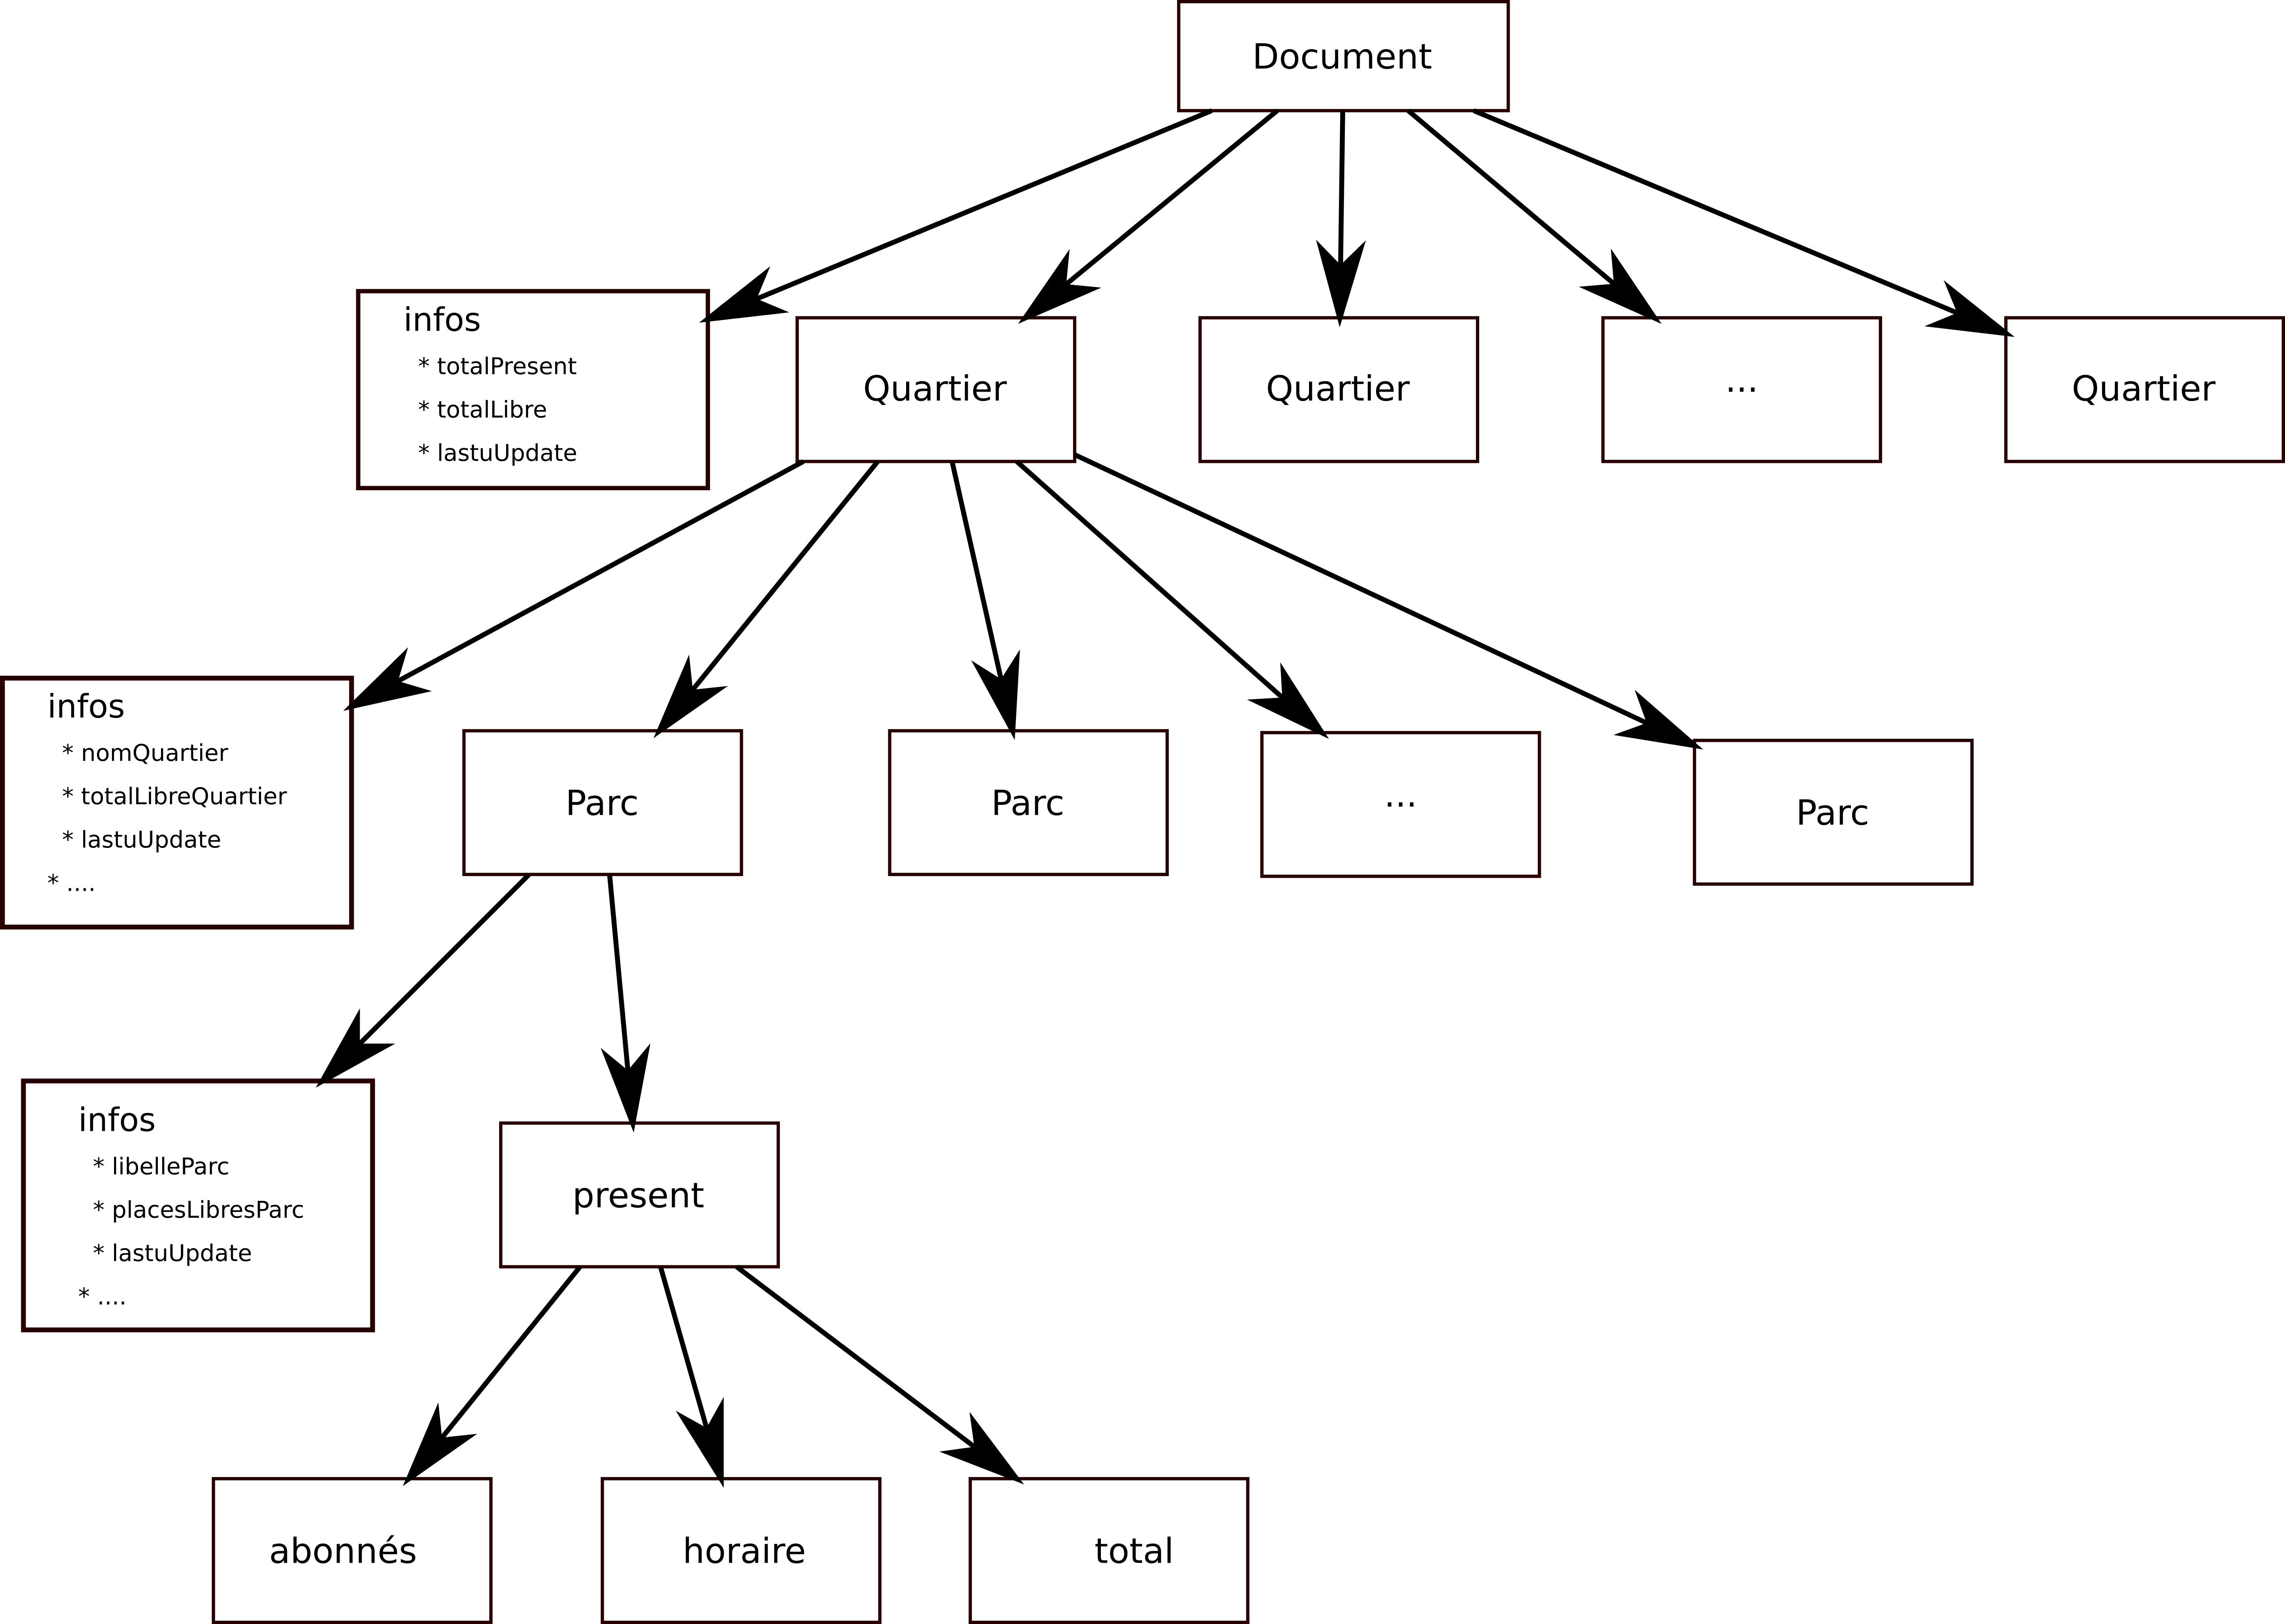 Document
infos
* totalPresent
* totalLibre
* lastuUpdate
Quartier
Quartier
...
Quartier
infos
* nomQuartier
* totalLibreQuartier
* lastuUpdate
* ....
Parc
Parc
...
Parc
infos
* libelleParc
* placesLibresParc
* lastuUpdate
* ....
present
abonnés
horaire
total